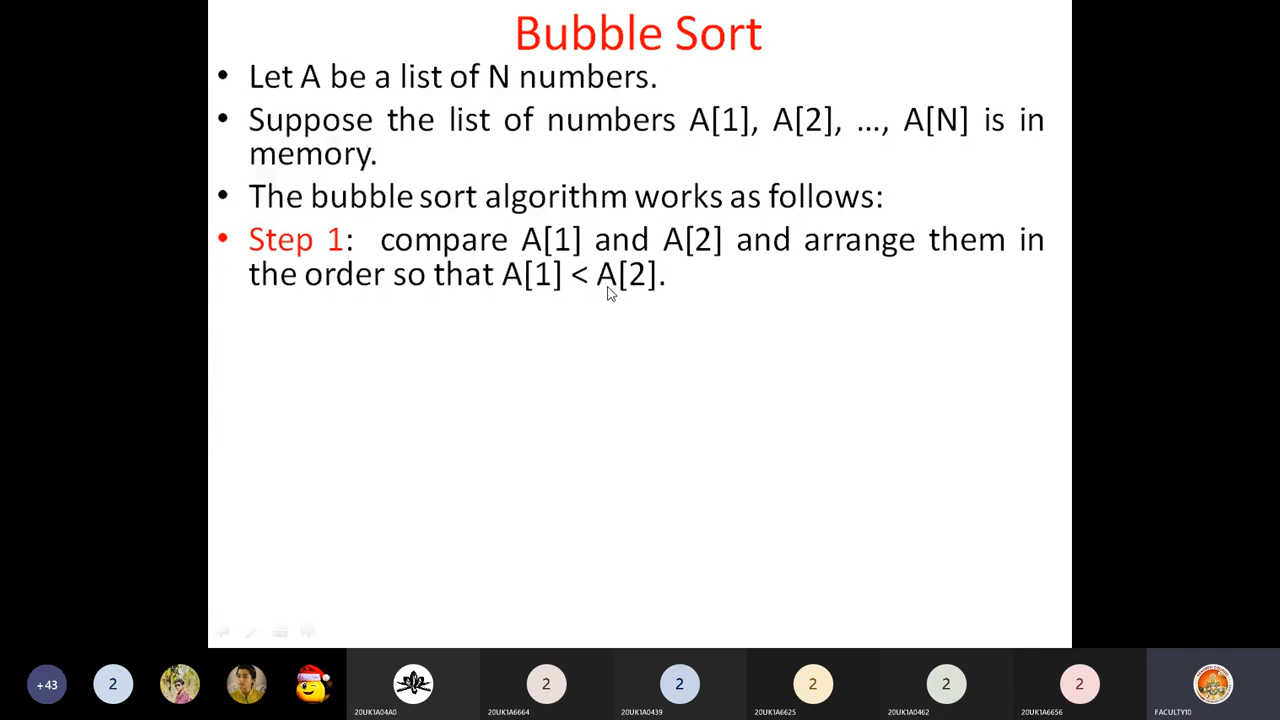 Bubble Sort
• Let A be a list of N numbers.
• Suppose the list of numbers A[1], A[2], ..., A[N] is in
memory.
• The bubble sort algorithm works as follows:
• Step 1: compare A[1] and A[2] and arrange them in
the order so that A[1] < A[2].
+43
2
2
2
2
2
2
20UK1A04A0
20UK1A6664
20UK1A0439
20UK1A6625
20UK1A0462
20UK1A6656
FACULTY10